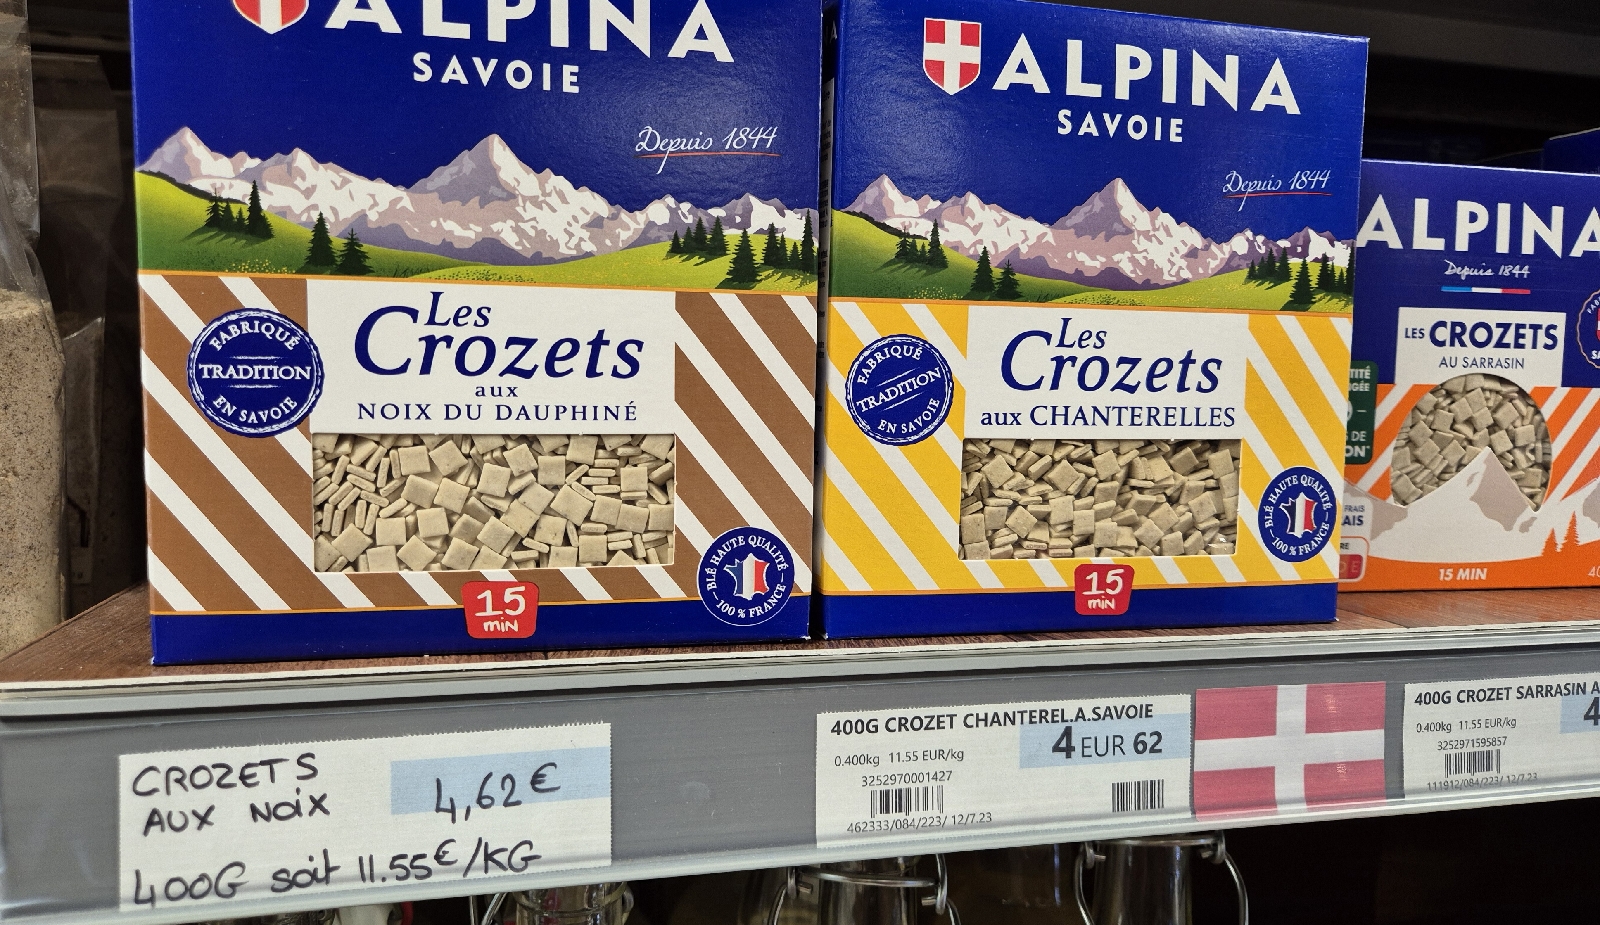 ALPINA
SAVOIE
Depuis 1844
Les
Crozets
aux
NOIX DU DAUPHINÉ
FABRIQUÉ
TRADITION
EN SAVOIE
15
min
BLÉ HAUTE QUALITÉ
100 % FRANCE
ALPINA
SAVOIE
Depuis 1844
Les
Crozets
aux CHANTERELLES
FABRIQUÉ
TRADITION
EN SAVOIE
15
min
BLÉ HAUTE QUALITÉ
100 % FRANCE
ALPINA
Depuis 1844
LES CROZETS
AU SARRASIN
15 MIN
CROZETS
AUX NOIX
4,62 €
400G soit 11.55€/KG
400G CROZET CHANTEREL.A.SAVOIE
4 EUR 62
0.400kg 11.55 EUR/kg
3252970001427
462333/084/223/ 12/7.23
400G CROZET SARRASIN A
4
0.400kg 11.55 EUR/kg
3252971595857
111912/084/223/ 12/7.23